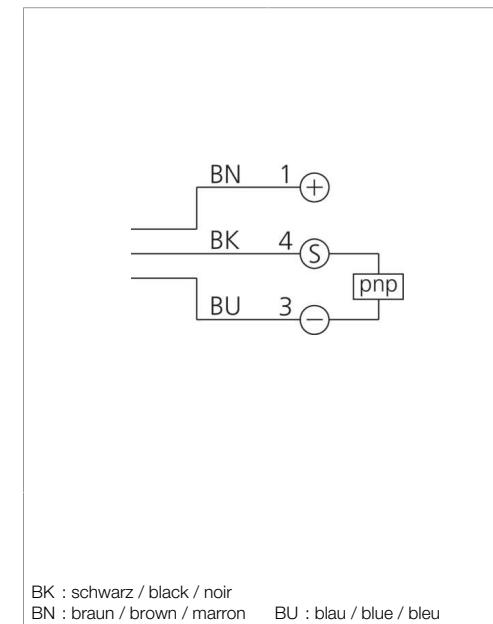 BN 1 +
BK 4 S
pnp
BU 3 −
BK : schwarz / black / noir
BN : braun / brown / marron BU : blau / blue / bleu